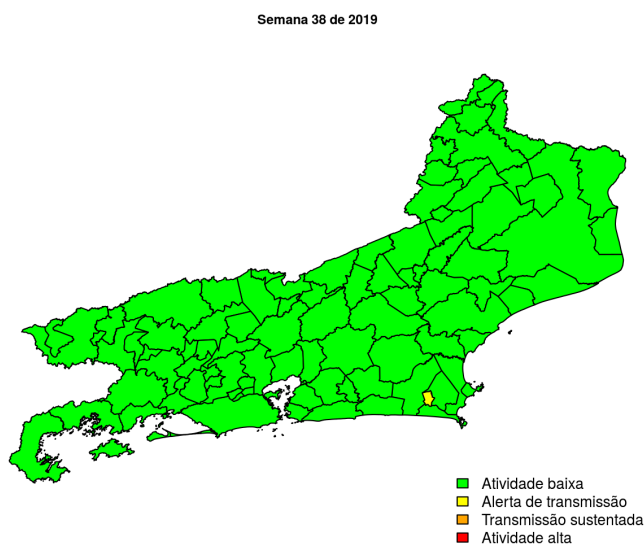 Semana 38 de 2019
Atividade baixa
Alerta de transmissão
Transmissão sustentada
Atividade alta